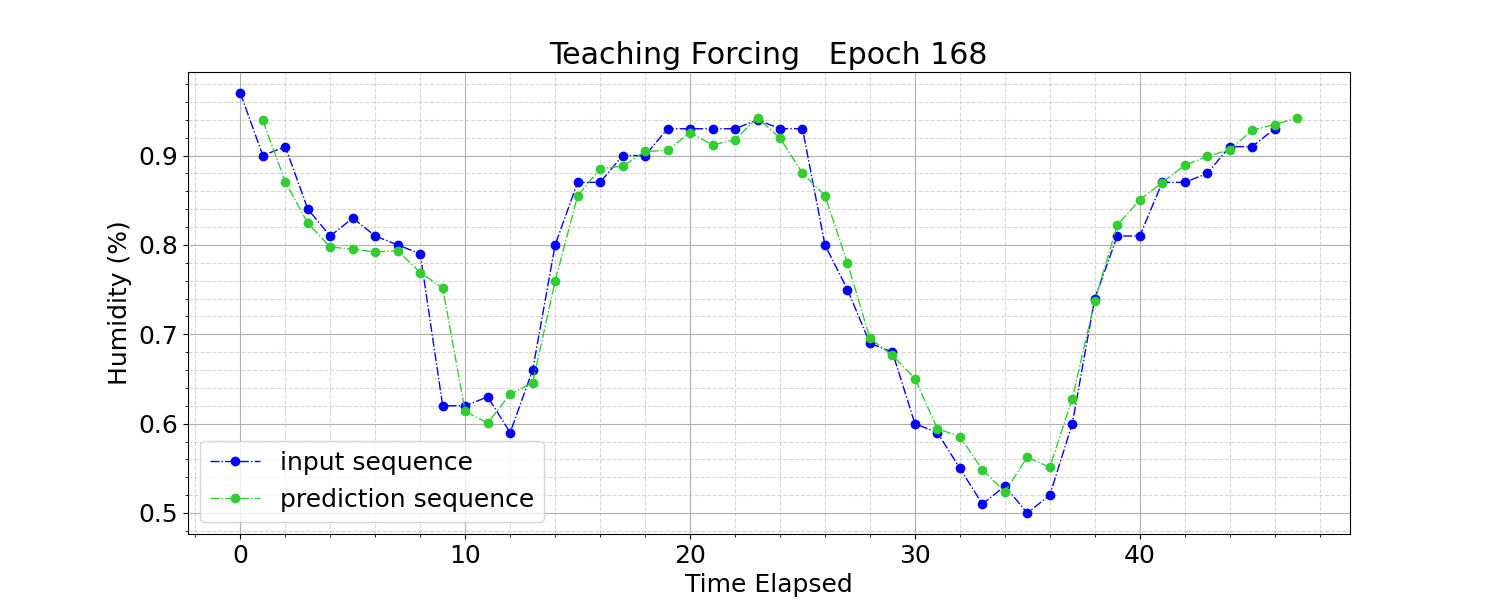 Teaching Forcing   Epoch 168
Humidity (%)
0.9
0.8
0.7
0.6
0.5
input sequence
prediction sequence
0 10 20 30 40
Time Elapsed